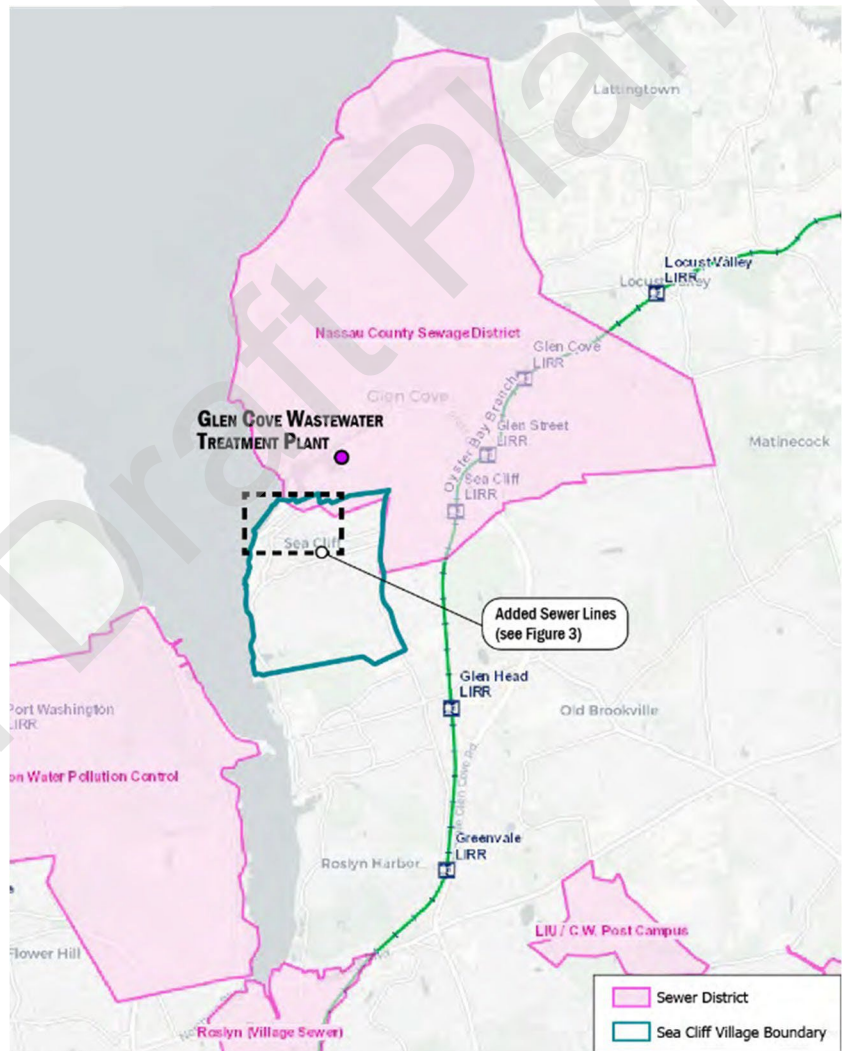 Draft Plan
Lattingtown
Locust Valley
LIRR
Locust Valley
Nassau County Sewage District
Glen Cove
LIRR
Glen Cove
Oyster Bay Branch
GLEN COVE WASTEWATER
TREATMENT PLANT
Glen Street
LIRR
Matinecock
Sea Cliff
LIRR
Sea Cliff
Added Sewer Lines
(see Figure 3)
Glen Head
LIRR
Port Washington
LIRR
Old Brookville
on Water Pollution Control
Glen Cove Rd
Greenvale
LIRR
Roslyn Harbor
LIU / C.W. Post Campus
Flower Hill
Roslyn (Village Sewer)
Sewer District
Sea Cliff Village Boundary